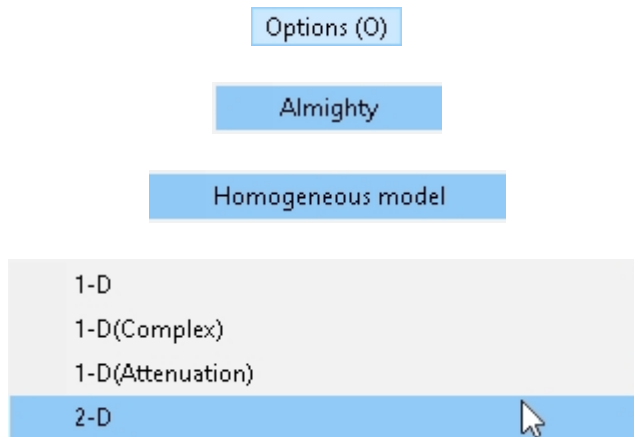 Options (O)
Almighty
Homogeneous model
1-D
1-D(Complex)
1-D(Attenuation)
2-D